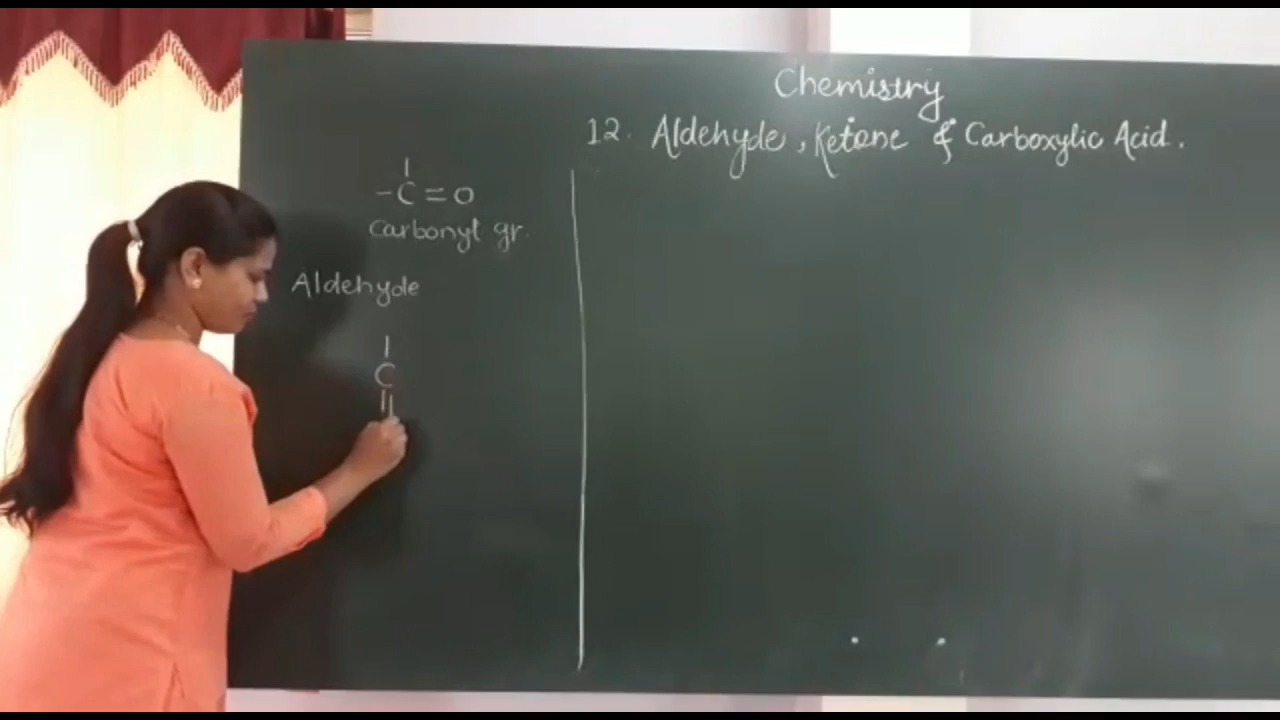 Chemistry
12. Aldehyde, Ketone & Carboxylic Acid.
-C=O
Carbonyl gr.
Aldehyde
C